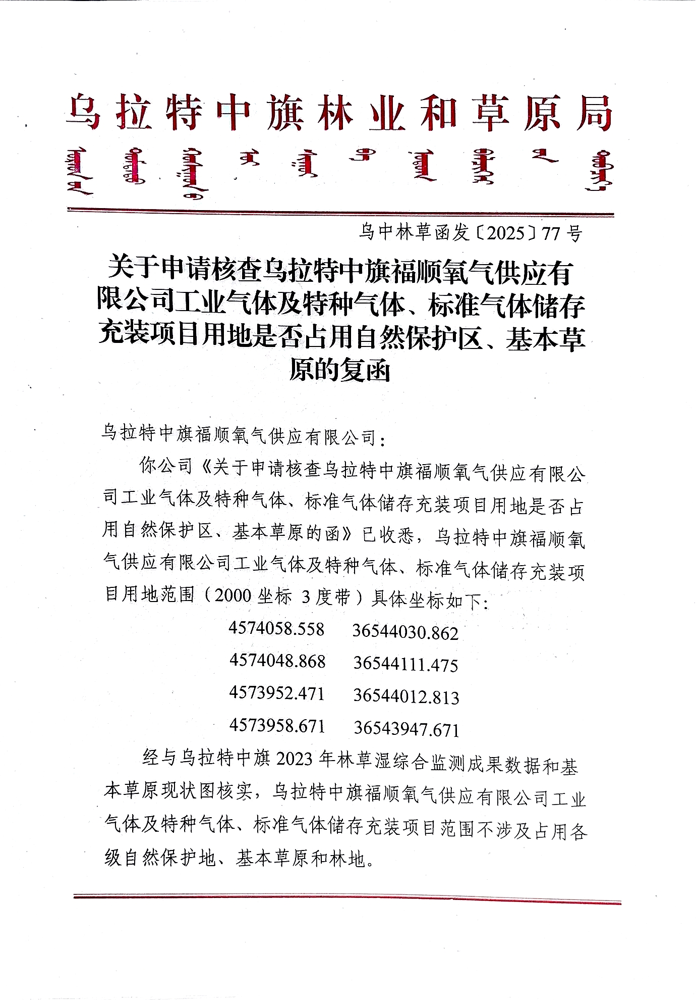 乌拉特中旗林业和草原局
乌中林草函发〔2025〕77 号
关于申请核查乌拉特中旗福顺氧气供应有
限公司工业气体及特种气体、标准气体储存
充装项目用地是否占用自然保护区、基本草
原的复函
乌拉特中旗福顺氧气供应有限公司：
你公司《关于申请核查乌拉特中旗福顺氧气供应有限公
司工业气体及特种气体、标准气体储存充装项目用地是否占
用自然保护区、基本草原的函》已收悉，乌拉特中旗福顺氧
气供应有限公司工业气体及特种气体、标准气体储存充装项
目用地范围（2000 坐标 3 度带）具体坐标如下：
4574058.558 36544030.862
4574048.868 36544111.475
4573952.471 36544012.813
4573958.671 36543947.671
经与乌拉特中旗 2023 年林草湿综合监测成果数据和基
本草原现状图核实，乌拉特中旗福顺氧气供应有限公司工业
气体及特种气体、标准气体储存充装项目范围不涉及占用各
级自然保护地、基本草原和林地。